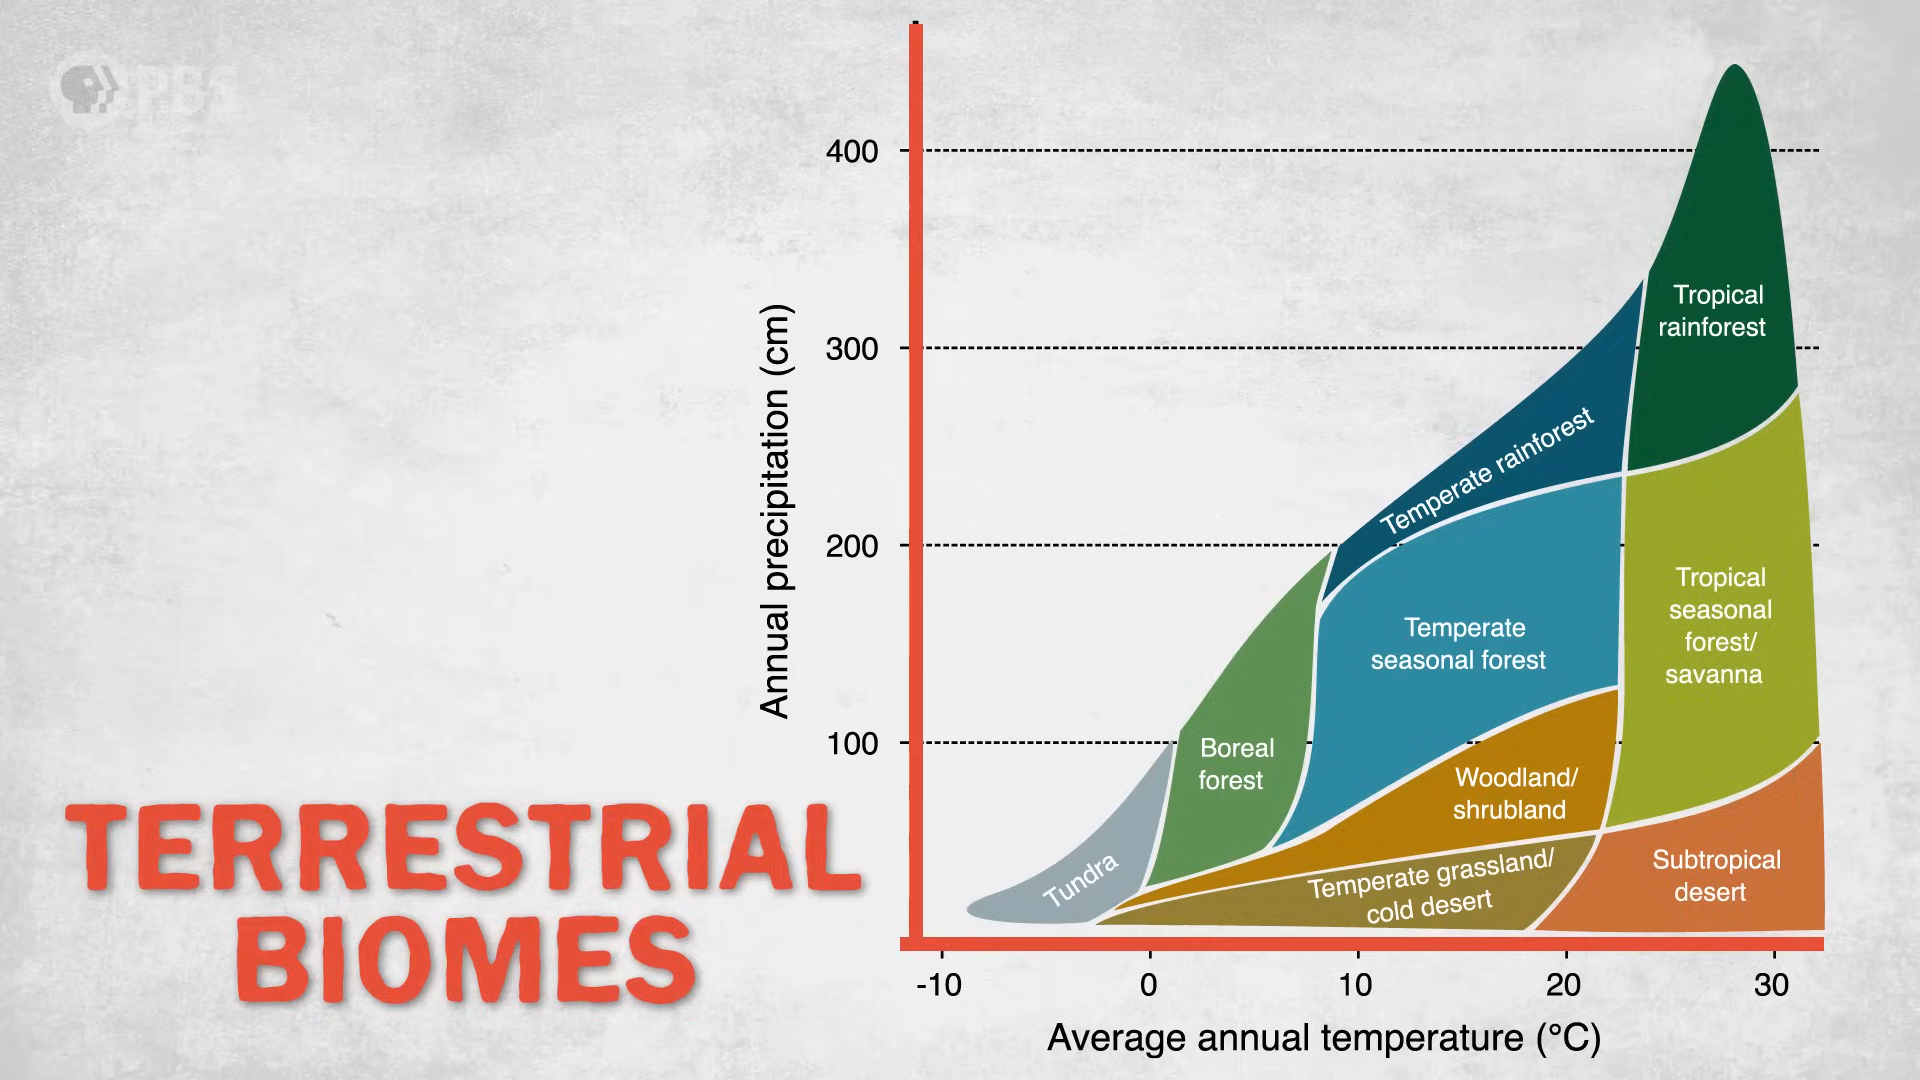 PBS
400
300
200
100
Annual precipitation (cm)
Tropical
rainforest
Temperate rainforest
Tropical
seasonal
forest/
savanna
Temperate
seasonal forest
Boreal
forest
Woodland/
shrubland
Tundra
Temperate grassland/
cold desert
Subtropical
desert
-10 0 10 20 30
Average annual temperature (°C)
TERRESTRIAL
BIOMES